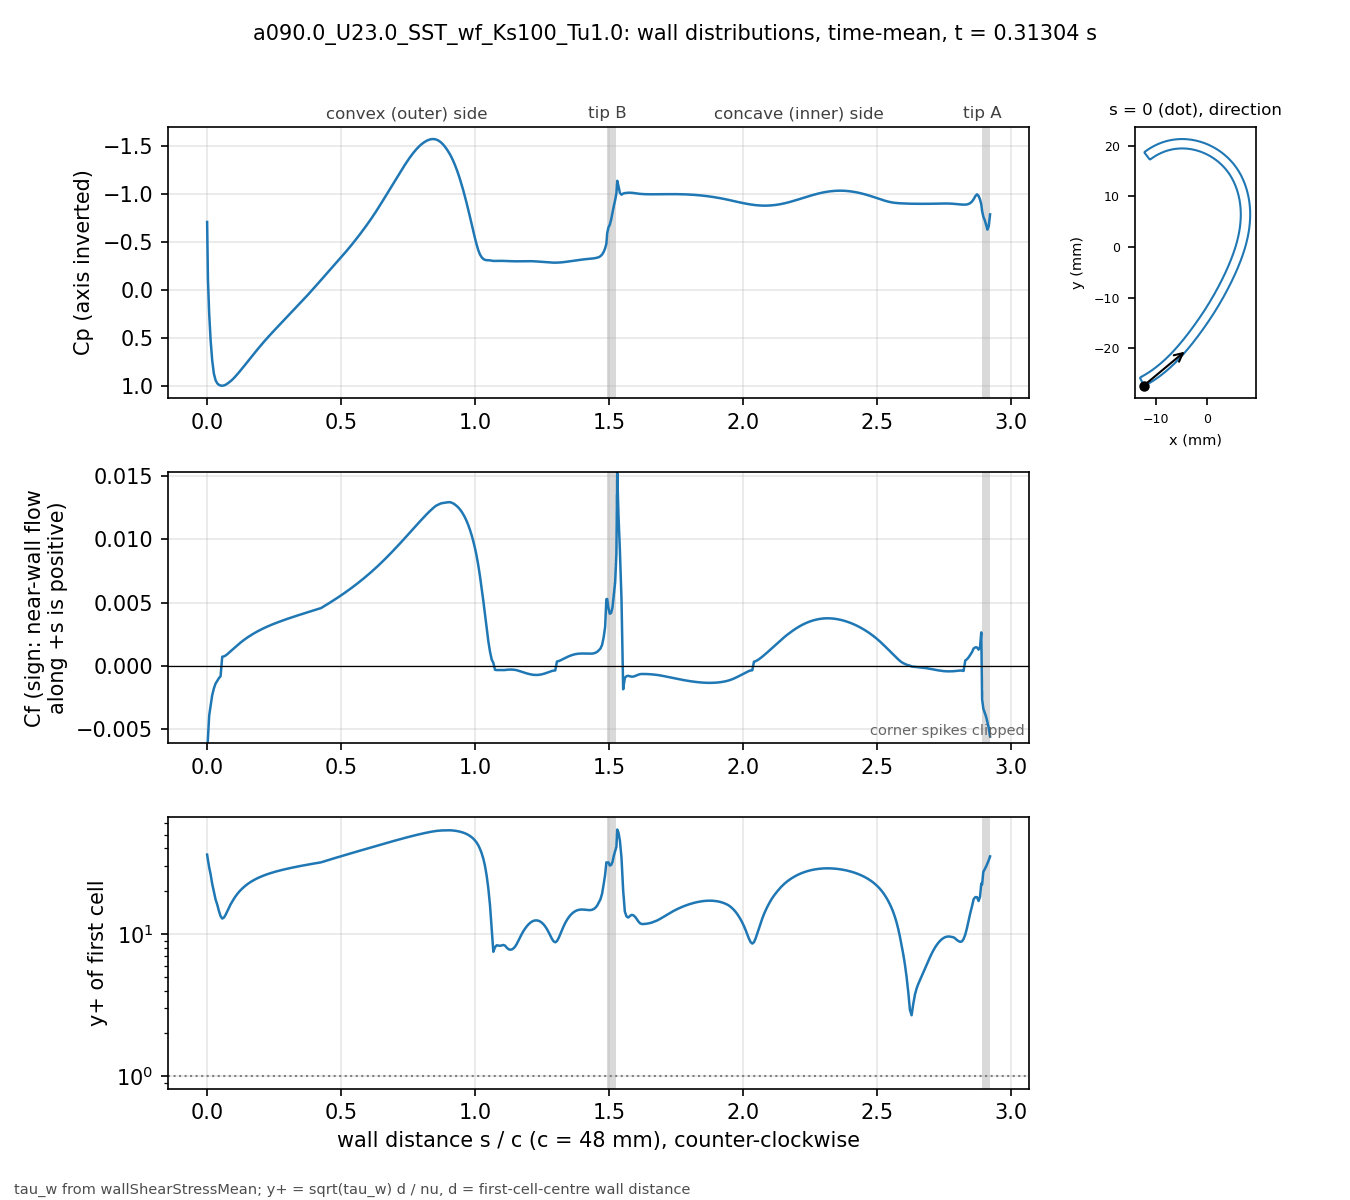 a090.0_U23.0_SST_wf_Ks100_Tu1.0: wall distributions, time-mean, t = 0.31304 s
convex (outer) side
tip B
concave (inner) side
tip A
s = 0 (dot), direction
Cp (axis inverted)
−1.5
−1.0
−0.5
0.0
0.5
1.0
0.0 0.5 1.0 1.5 2.0 2.5 3.0
y (mm)
20
10
0
−10
−20
−10 0
x (mm)
Cf (sign: near-wall flow
along +s is positive)
0.015
0.010
0.005
0.000
−0.005
corner spikes clipped
0.0 0.5 1.0 1.5 2.0 2.5 3.0
y+ of first cell
10¹
10⁰
0.0 0.5 1.0 1.5 2.0 2.5 3.0
wall distance s / c (c = 48 mm), counter-clockwise
tau_w from wallShearStressMean; y+ = sqrt(tau_w) d / nu, d = first-cell-centre wall distance